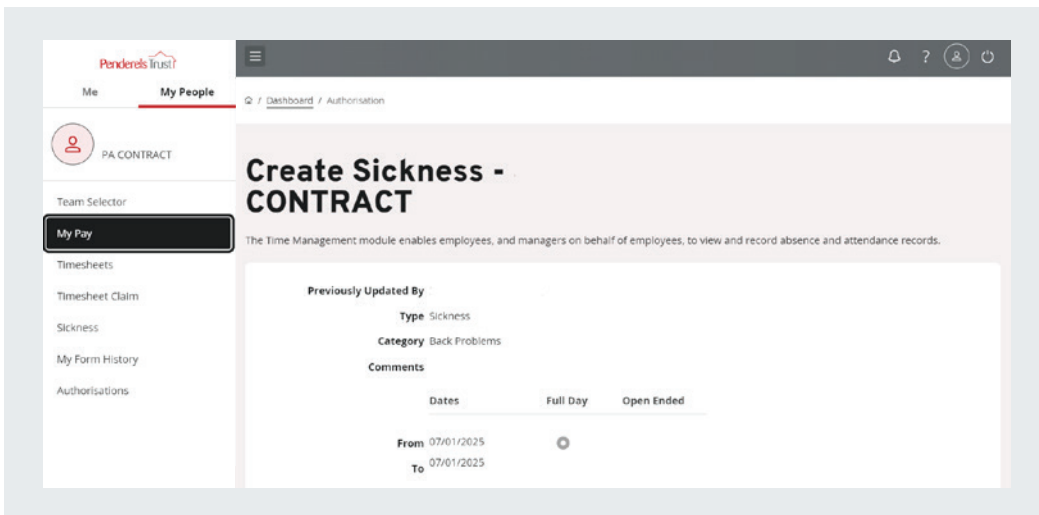 Penderels Trust
Me
My People
PA CONTRACT
Team Selector
My Pay
Timesheets
Timesheet Claim
Sickness
My Form History
Authorisations
?
/ Dashboard / Authorisation
Create Sickness -
CONTRACT
The Time Management module enables employees, and managers on behalf of employees, to view and record absence and attendance records.
Previously Updated By
Type Sickness
Category Back Problems
Comments
Dates Full Day Open Ended
From 07/01/2025
To 07/01/2025